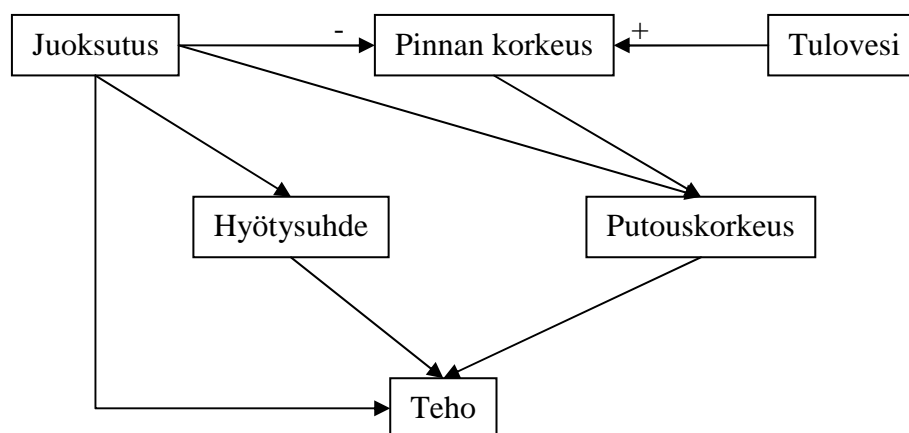 Juoksutus
-
Pinnan korkeus
+
Tulovesi
Hyötysuhde
Putouskorkeus
Teho